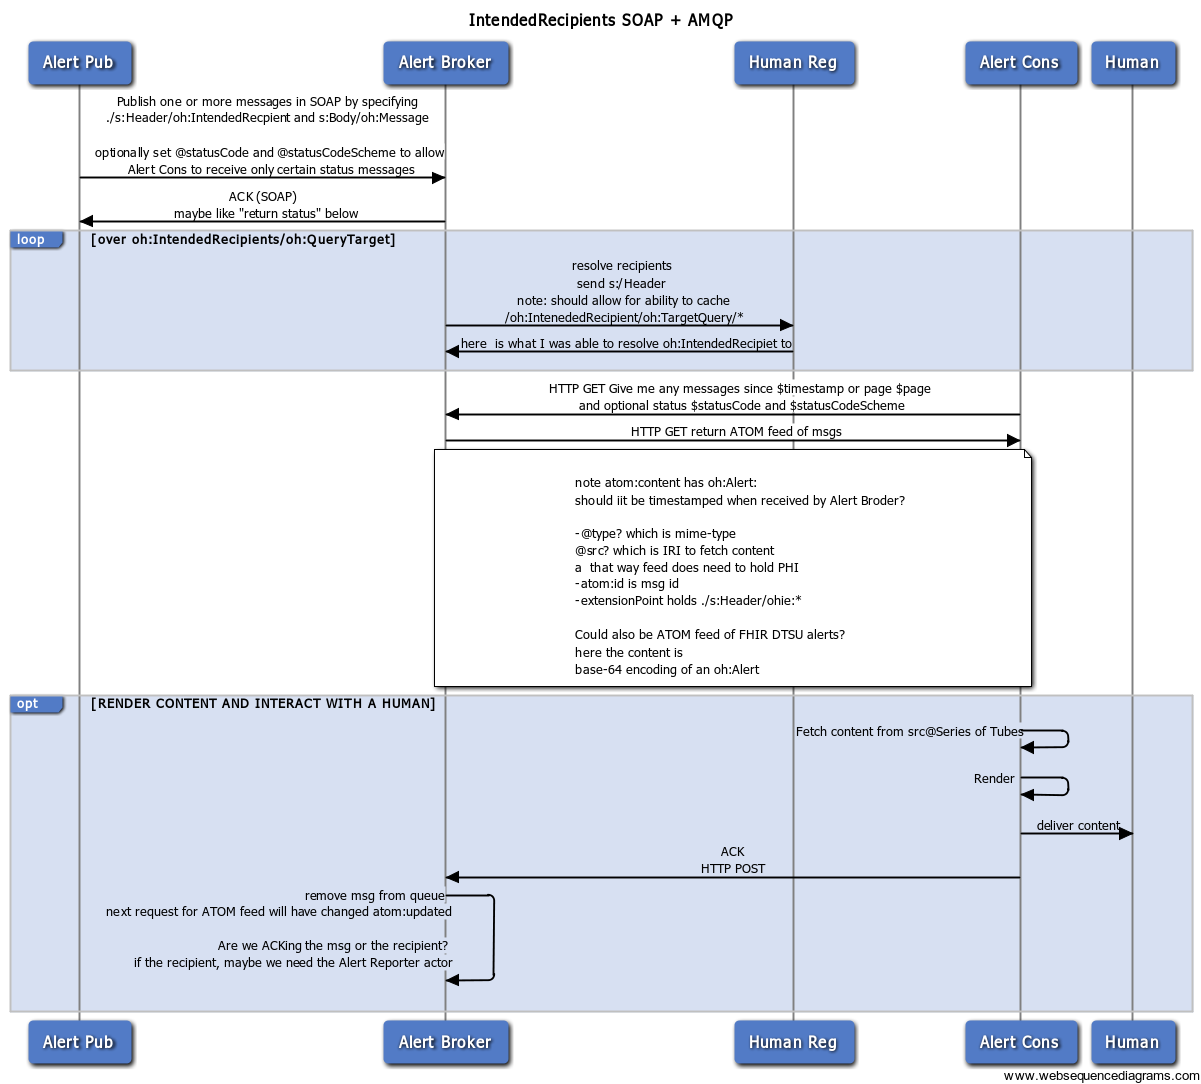 IntendedRecipients SOAP + AMQP
Alert Pub
Alert Broker
Human Reg
Alert Cons
Human
Publish one or more messages in SOAP by specifying
./s:Header/oh:IntendedRecpient and s:Body/oh:Message
optionally set @statusCode and @statusCodeScheme to allow
Alert Cons to receive only certain status messages
ACK (SOAP)
maybe like "return status" below
loop
[over oh:IntendedRecipients/oh:QueryTarget]
resolve recipients
send s:/Header
note: should allow for ability to cache
/oh:IntenededRecipient/oh:TargetQuery/*
here is what I was able to resolve oh:IntendedRecipiet to
HTTP GET Give me any messages since $timestamp or page $page
and optional status $statusCode and $statusCodeScheme
HTTP GET return ATOM feed of msgs
note atom:content has oh:Alert:
should iit be timestamped when received by Alert Broder?
-@type? which is mime-type
@src? which is IRI to fetch content
a that way feed does need to hold PHI
-atom:id is msg id
-extensionPoint holds ./s:Header/ohie:*
Could also be ATOM feed of FHIR DTSU alerts?
here the content is
base-64 encoding of an oh:Alert
opt
[RENDER CONTENT AND INTERACT WITH A HUMAN]
Fetch content from src@Series of Tubes
Render
deliver content
ACK
HTTP POST
remove msg from queue
next request for ATOM feed will have changed atom:updated
Are we ACKing the msg or the recipient?
if the recipient, maybe we need the Alert Reporter actor
Alert Pub
Alert Broker
Human Reg
Alert Cons
Human
www.websequencediagrams.com